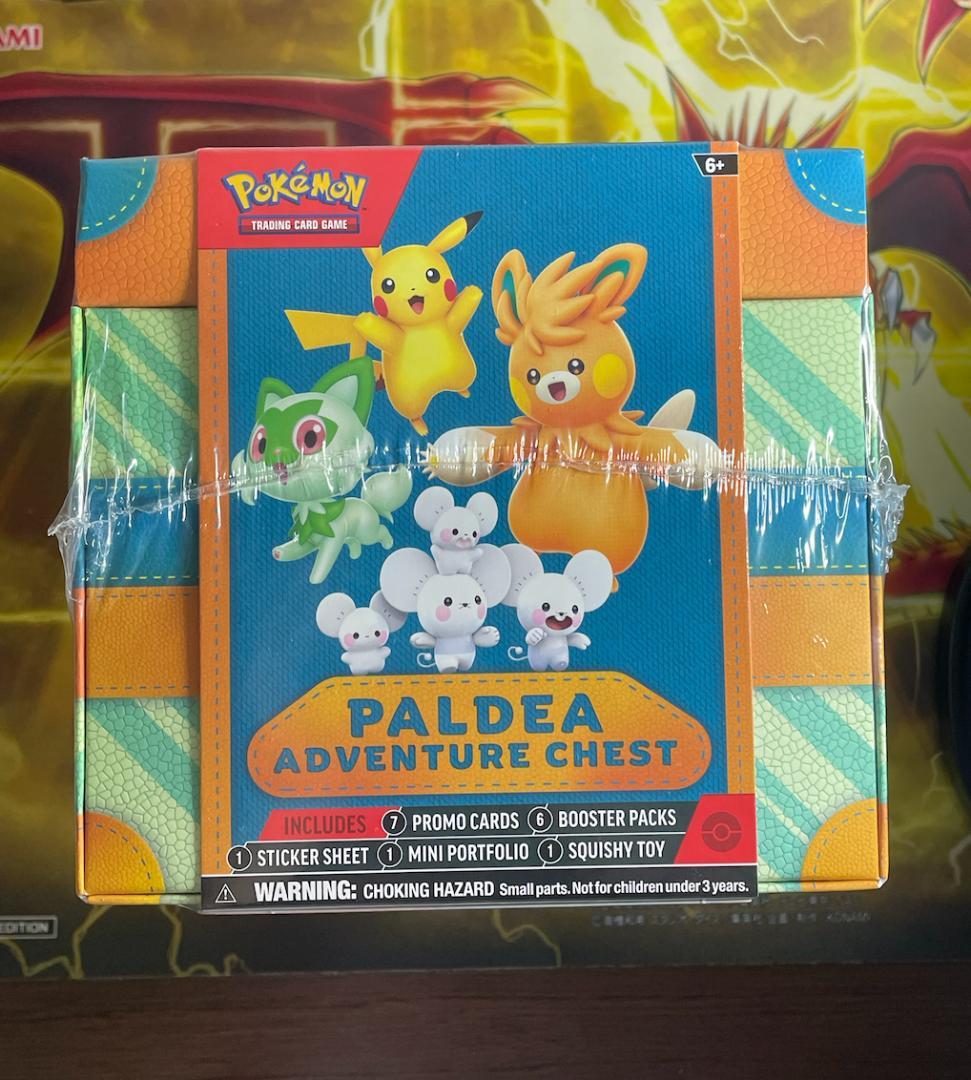 AMI
6+
POKéMON
TRADING CARD GAME
PALDEA
ADVENTURE CHEST
INCLUDES 7 PROMO CARDS 6 BOOSTER PACKS
1 STICKER SHEET 1 MINI PORTFOLIO 1 SQUISHY TOY
WARNING: CHOKING HAZARD Small parts. Not for children under 3 years.
EDITION
KONAMI